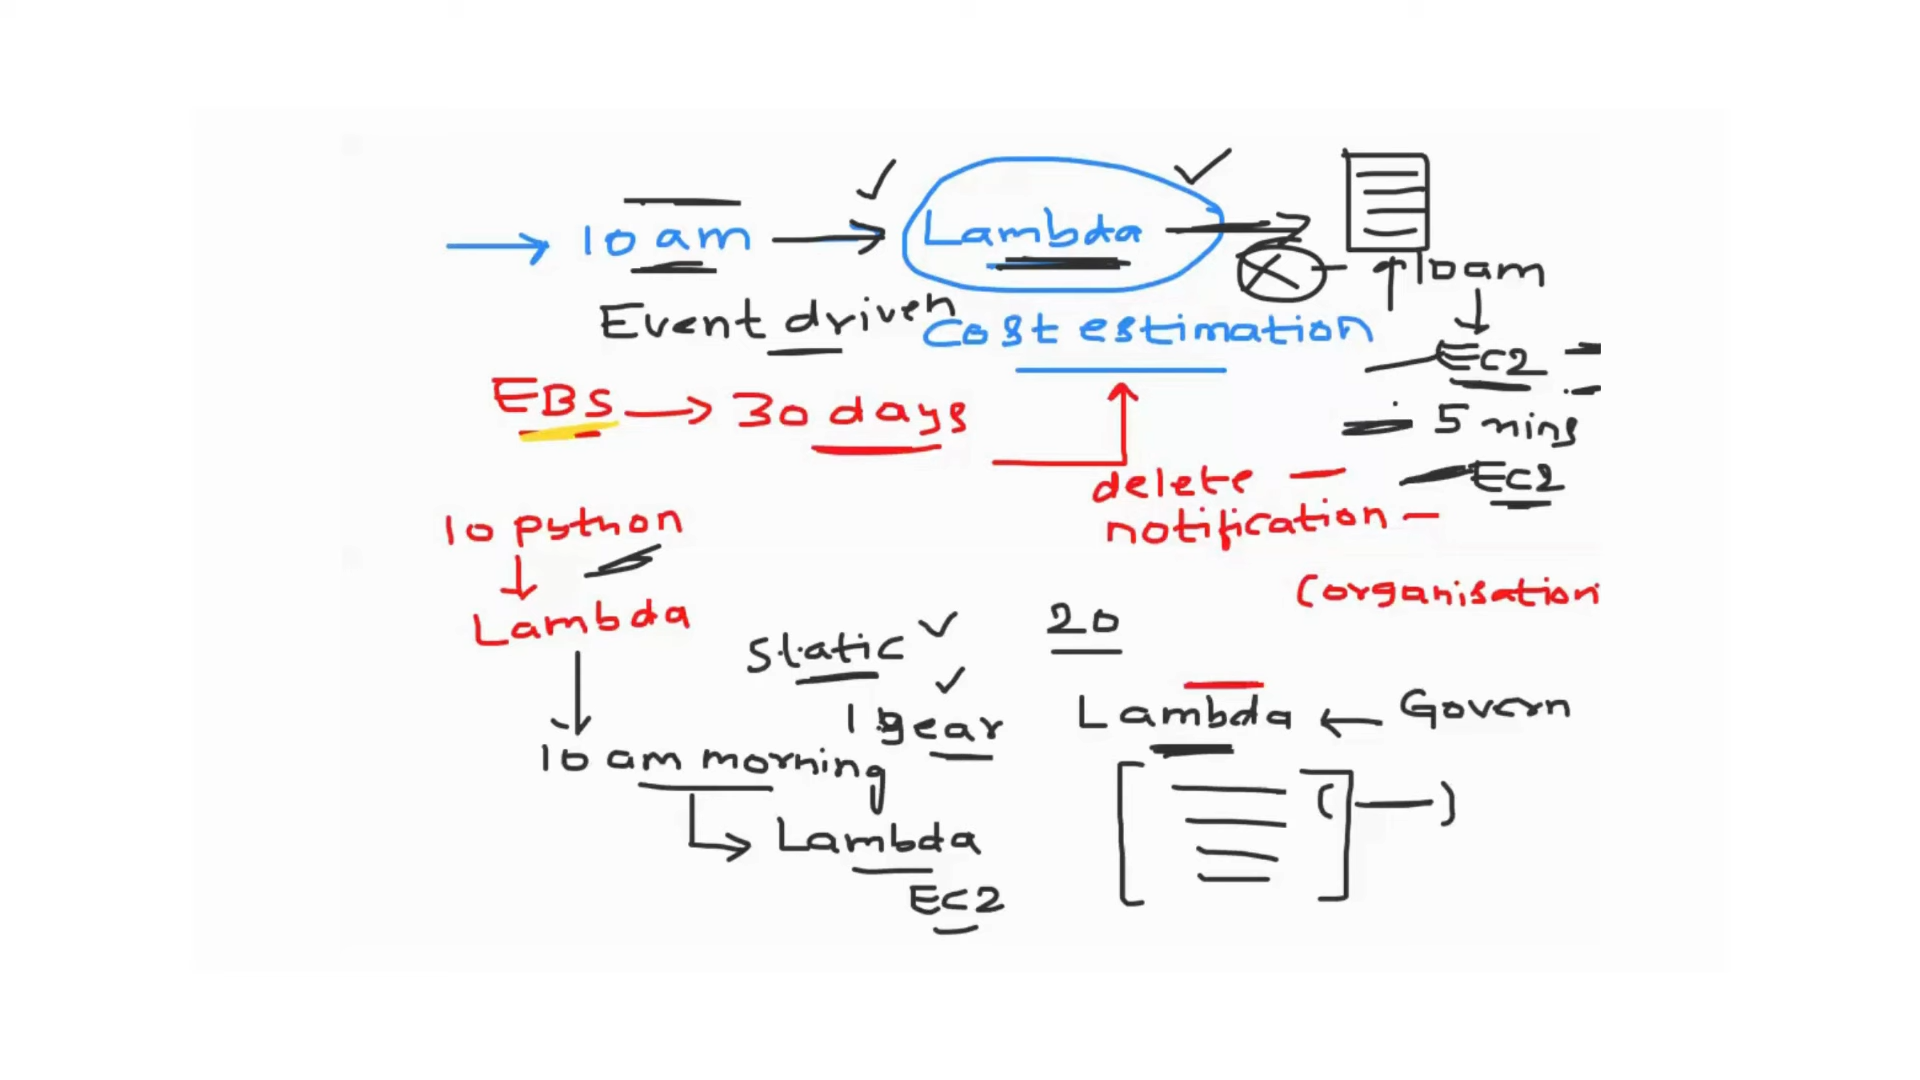 10 am
Lambda
10am
Event driven
Cost estimation
EC2
EBS
30 days
5 mins
delete
EC2
notification
10 python
(organisation
Lambda
static
20
1 year
Lambda
Govern
10 am morning
Lambda
EC2